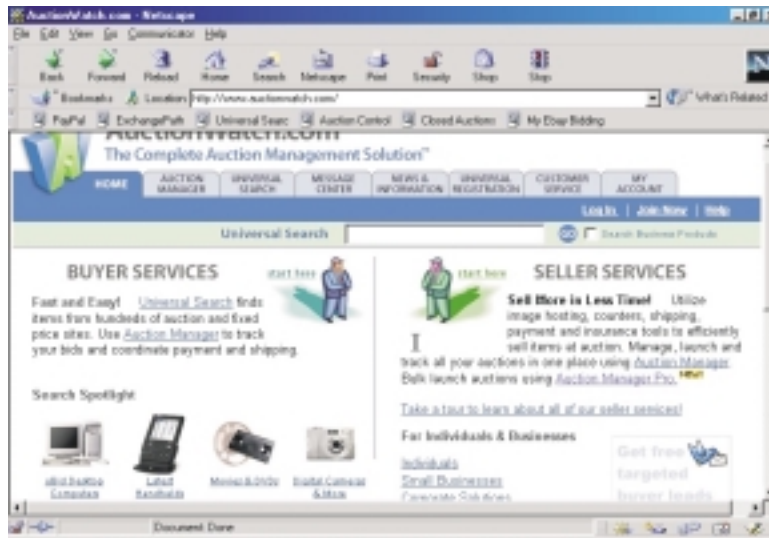 AuctionWatch.com - Netscape
File Edit View Go Communicator Help
Back Forward Reload Home Search Netscape Print Security Shop Stop
Bookmarks Location http://www.auctionwatch.com/ What's Related
PayPal ExchangePath Universal Searc Auction Control Closed Auctions My Ebay Bidding
AuctionWatch.com
The Complete Auction Management Solution™
HOME AUCTION MANAGER UNIVERSAL SEARCH MESSAGE CENTER NEWS & INFORMATION UNIVERSAL REGISTRATION CUSTOMER SERVICE MY ACCOUNT
Log In | Join Now | Help
Universal Search GO Search Business Products
BUYER SERVICES start here
Fast and Easy! Universal Search finds
items from hundreds of auction and fixed
price sites. Use Auction Manager to track
your bids and coordinate payment and shipping.
Search Spotlight
Desktop Computers
Latest Handhelds
Movies & DVDs
Digital Cameras & More
start here SELLER SERVICES
Sell More in Less Time! Utilize
image hosting, counters, shipping,
payment and insurance tools to efficiently
sell items at auction. Manage, launch and
track all your auctions in one place using Auction Manager.
Bulk launch auctions using Auction Manager Pro. NEW!
Take a tour to learn about all of our seller services!
For Individuals & Businesses
Individuals
Small Businesses
Corporate Solutions
Get free
targeted
buyer leads
Document: Done